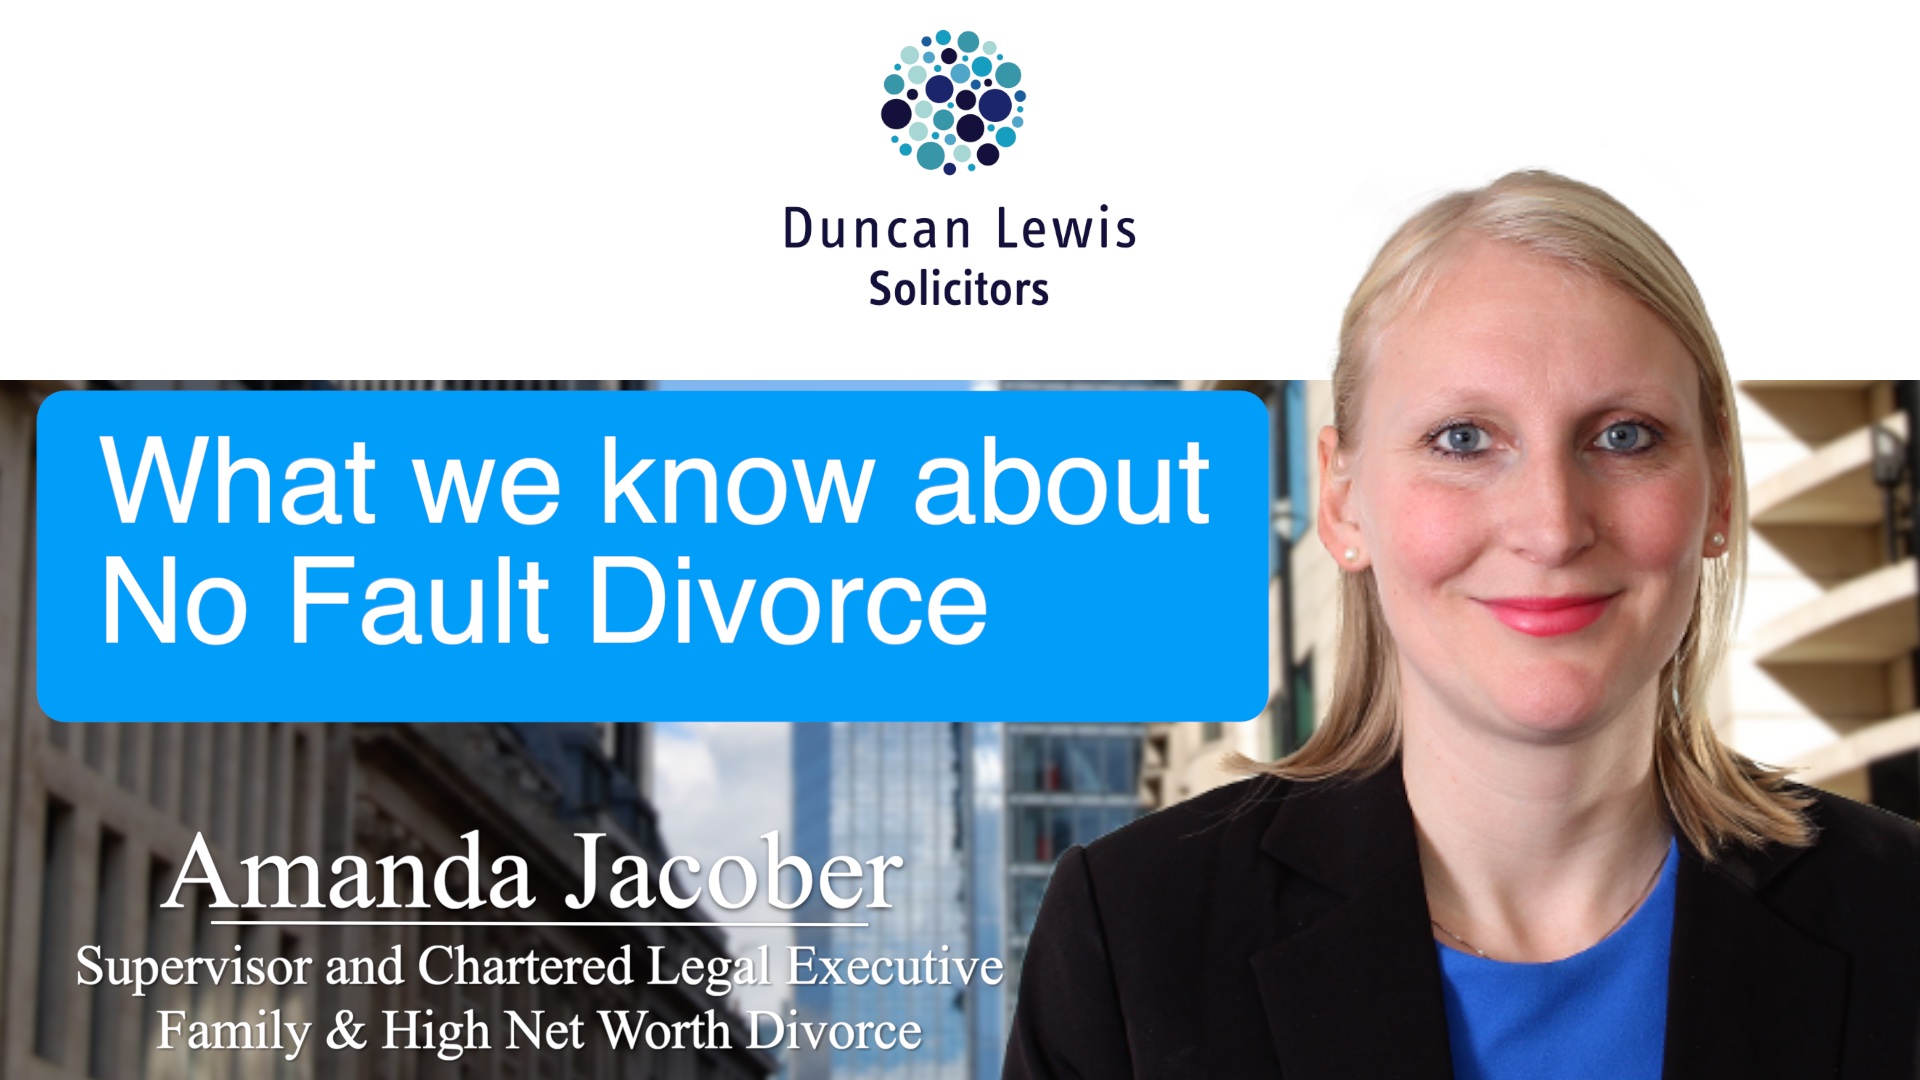 Duncan Lewis
Solicitors
What we know about
No Fault Divorce
Amanda Jacober
Supervisor and Chartered Legal Executive
Family & High Net Worth Divorce